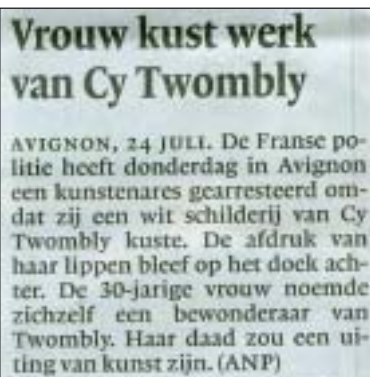 Vrouw kust werk
van Cy Twombly
AVIGNON, 24 JULI. De Franse po-
litie heeft donderdag in Avignon
een kunstenares gearresteerd om-
dat zij een wit schilderij van Cy
Twombly kuste. De afdruk van
haar lippen bleef op het doek ach-
ter. De 30-jarige vrouw noemde
zichzelf een bewonderaar van
Twombly. Haar daad zou een ui-
ting van kunst zijn. (ANP)